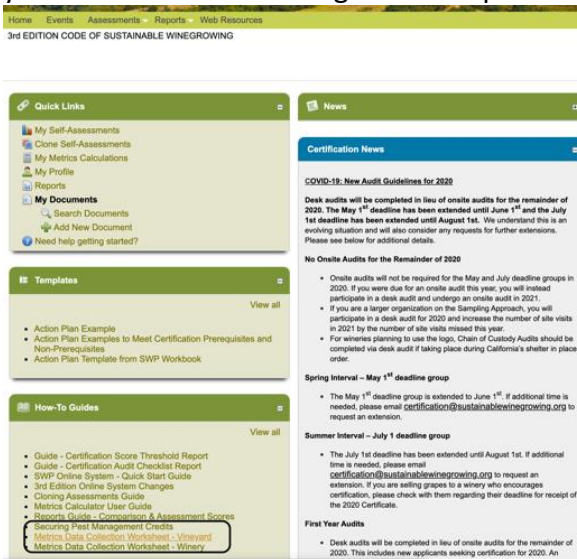 Home Events Assessments Reports Web Resources
3rd EDITION CODE OF SUSTAINABLE WINEGROWING
Quick Links
My Self-Assessments
Clone Self-Assessments
My Metrics Calculations
My Profile
Reports
My Documents
Search Documents
Add New Document
Need help getting started?
Templates
View all
Action Plan Example
Action Plan Examples to Meet Certification Prerequisites and
Non-Prerequisites
Action Plan Template from SWP Workbook
How-To Guides
View all
Guide - Certification Score Threshold Report
Guide - Certification Audit Checklist Report
SWP Online System - Quick Start Guide
3rd Edition Online System Changes
Cloning Assessments Guide
Metrics Calculator User Guide
Reports Guide - Comparison & Assessment Scores
Securing Pest Management Credits
Metrics Data Collection Worksheet - Vineyard
Metrics Data Collection Worksheet - Winery
News
Certification News
COVID-19: New Audit Guidelines for 2020
Desk audits will be completed in lieu of onsite audits for the remainder of
2020. The May 1st deadline has been extended until June 1st and the July
1st deadline has been extended until August 1st. We understand this is an
evolving situation and will also consider any requests for further extensions.
Please see below for additional details.
No Onsite Audits for the Remainder of 2020
Onsite audits will not be required for the May and July deadline groups in
2020. If you were due for an onsite audit this year, you will instead
participate in a desk audit and undergo an onsite audit in 2021.
If you are a larger organization on the Sampling Approach, you will
participate in a desk audit for 2020 and increase the number of site visits
in 2021 by the number of site visits missed this year.
For wineries planning to use the logo, Chain of Custody Audits should be
completed via desk audit if taking place during California's shelter in place
order.
Spring Interval – May 1st deadline group
The May 1st deadline group is extended to June 1st. If additional time is
needed, please email certification@sustainablewinegrowing.org to
request an extension.
Summer Interval – July 1 deadline group
The July 1st deadline has been extended until August 1st. If additional
time is needed, please email
certification@sustainablewinegrowing.org to request an
extension. If you are selling grapes to a winery who encourages
certification, please check with them regarding their deadline for receipt of
the 2020 Certificate.
First Year Audits
Desk audits will be completed in lieu of onsite audits for the remainder of
2020. This includes new applicants seeking certification for 2020. An